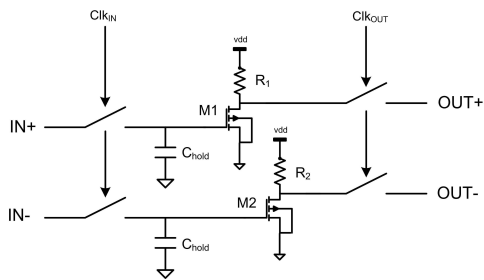 Clk_IN
Clk_OUT
vdd
R_1
M1
IN+
OUT+
C_hold
vdd
R_2
M2
IN-
OUT-
C_hold